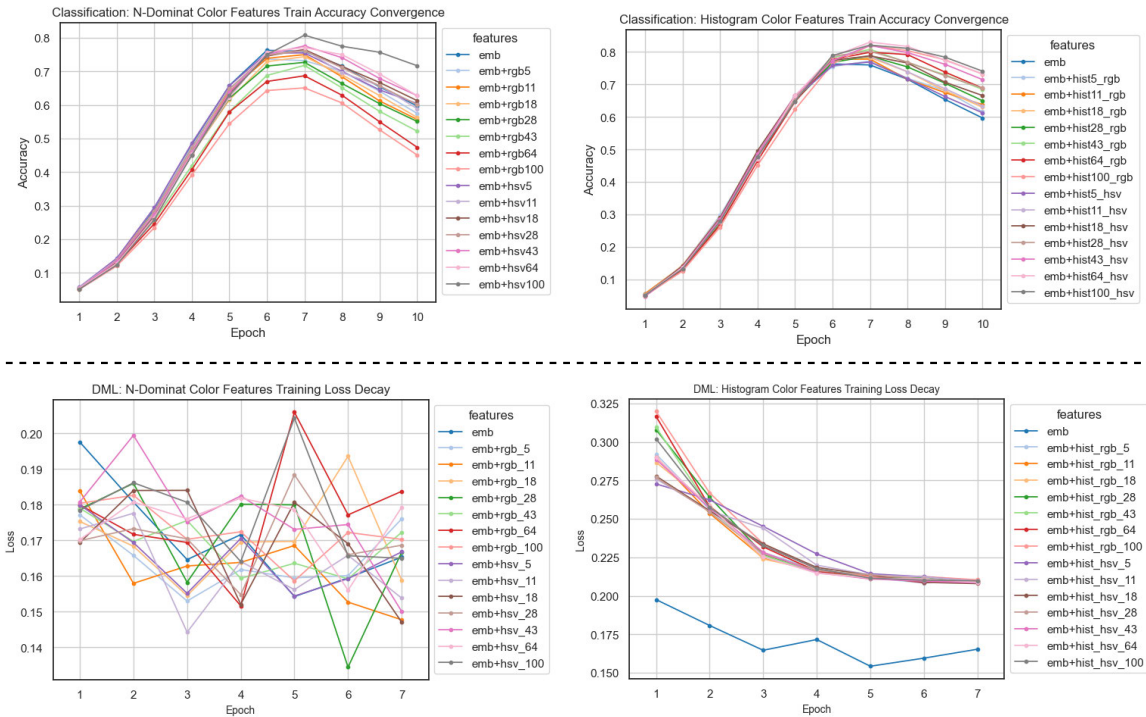 Classification: N-Dominat Color Features Train Accuracy Convergence
Accuracy
0.8
0.7
0.6
0.5
0.4
0.3
0.2
0.1
1 2 3 4 5 6 7 8 9 10
Epoch
features
emb
emb+rgb5
emb+rgb11
emb+rgb18
emb+rgb28
emb+rgb43
emb+rgb64
emb+rgb100
emb+hsv5
emb+hsv11
emb+hsv18
emb+hsv28
emb+hsv43
emb+hsv64
emb+hsv100
Classification: Histogram Color Features Train Accuracy Convergence
Accuracy
0.8
0.7
0.6
0.5
0.4
0.3
0.2
0.1
1 2 3 4 5 6 7 8 9 10
Epoch
features
emb
emb+hist5_rgb
emb+hist11_rgb
emb+hist18_rgb
emb+hist28_rgb
emb+hist43_rgb
emb+hist64_rgb
emb+hist100_rgb
emb+hist5_hsv
emb+hist11_hsv
emb+hist18_hsv
emb+hist28_hsv
emb+hist43_hsv
emb+hist64_hsv
emb+hist100_hsv
DML: N-Dominat Color Features Training Loss Decay
Loss
0.20
0.19
0.18
0.17
0.16
0.15
0.14
1 2 3 4 5 6 7
Epoch
features
emb
emb+rgb_5
emb+rgb_11
emb+rgb_18
emb+rgb_28
emb+rgb_43
emb+rgb_64
emb+rgb_100
emb+hsv_5
emb+hsv_11
emb+hsv_18
emb+hsv_28
emb+hsv_43
emb+hsv_64
emb+hsv_100
DML: Histogram Color Features Training Loss Decay
Loss
0.325
0.300
0.275
0.250
0.225
0.200
0.175
0.150
1 2 3 4 5 6 7
Epoch
features
emb
emb+hist_rgb_5
emb+hist_rgb_11
emb+hist_rgb_18
emb+hist_rgb_28
emb+hist_rgb_43
emb+hist_rgb_64
emb+hist_rgb_100
emb+hist_hsv_5
emb+hist_hsv_11
emb+hist_hsv_18
emb+hist_hsv_28
emb+hist_hsv_43
emb+hist_hsv_64
emb+hist_hsv_100